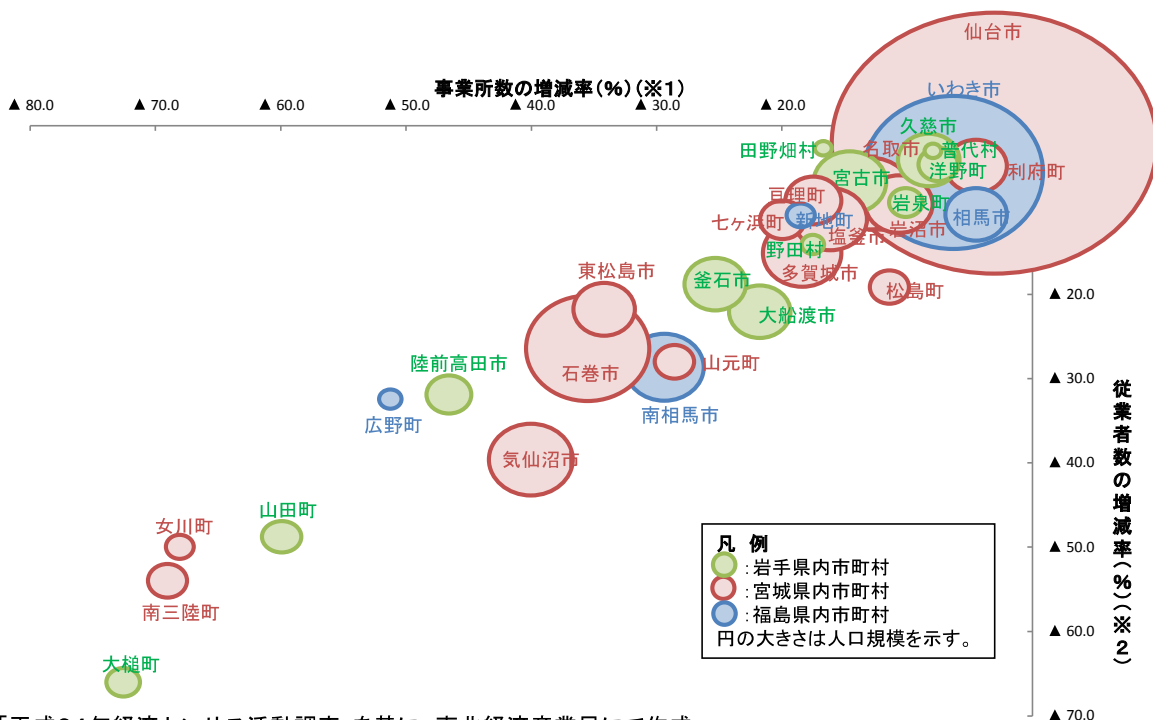 仙台市
事業所数の増減率(%)(※1)
いわき市
▲ 80.0 ▲ 70.0 ▲ 60.0 ▲ 50.0 ▲ 40.0 ▲ 30.0 ▲ 20.0
久慈市
田野畑村
名取市
普代村
洋野町
利府町
宮古市
亘理町
岩泉町
七ヶ浜町
新地町
相馬市
岩沼市
塩釜市
野田村
多賀城市
東松島市
釜石市
松島町
▲ 20.0
大船渡市
陸前高田市
石巻市
山元町
▲ 30.0
広野町
南相馬市
従業者数の増減率(%)(※2)
気仙沼市
▲ 40.0
山田町
女川町
▲ 50.0
南三陸町
凡 例
:岩手県内市町村
:宮城県内市町村
:福島県内市町村
円の大きさは人口規模を示す。
▲ 60.0
大槌町
▲ 70.0